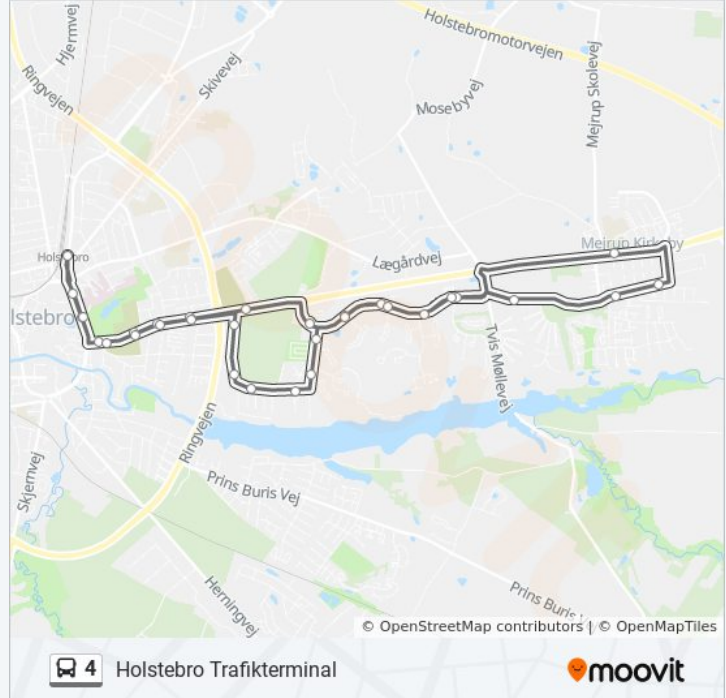 Holstebromotorvejen
Hjermvej
Skivevej
Ringvejen
Mosebyvej
Mejrup Skolevej
Mejrup Kirkeby
Holstebro
Lægårdvej
lstebro
Tvis Møllevej
Ringvejen
Skjernvej
Prins Buris Vej
Herningvej
Prins Buris V
© OpenStreetMap contributors | © OpenMapTiles
4 Holstebro Trafikterminal
moovit